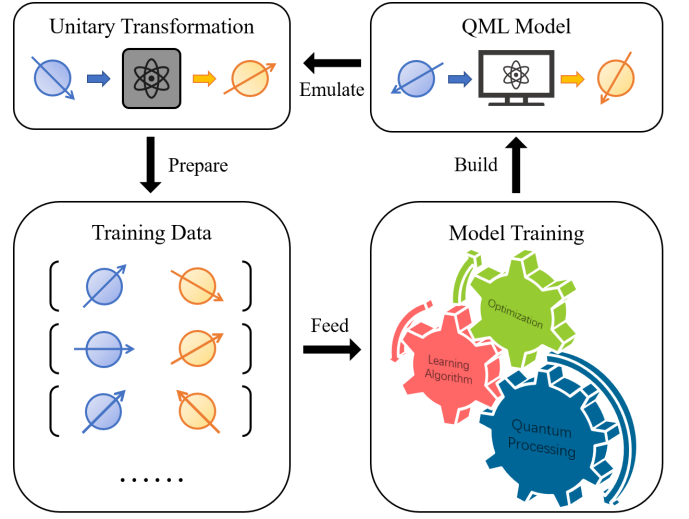 Unitary Transformation
QML Model
Emulate
Prepare
Build
Training Data
Model Training
Feed
Optimization
Learning
Algorithm
Quantum
Processing
......